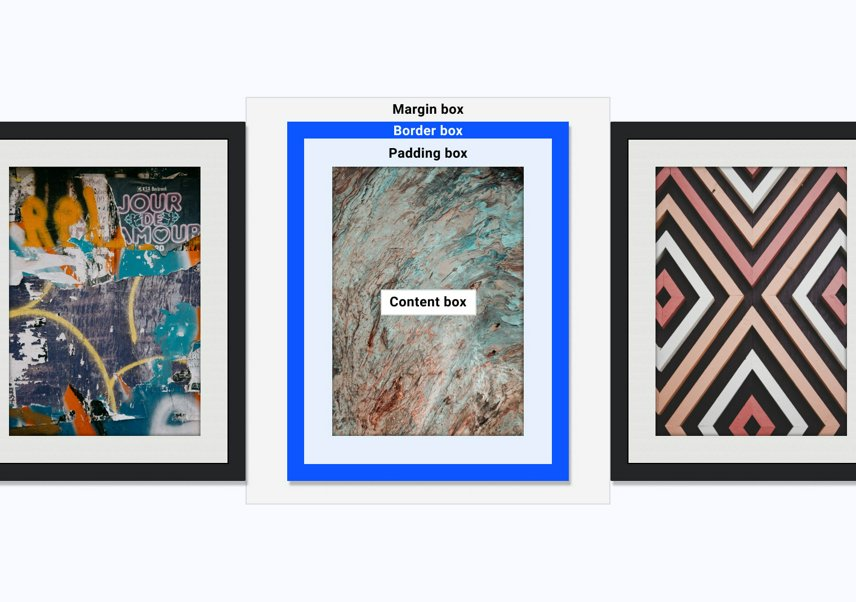 Margin box
Border box
Padding box
JOUR
DE
AMOUR
Content box